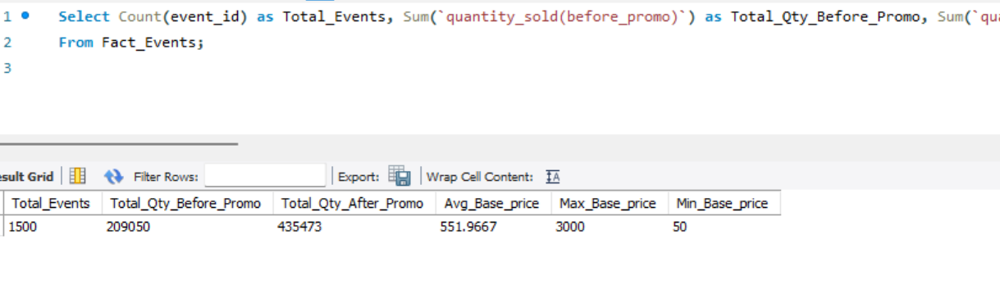 1 Select Count(event_id) as Total_Events, Sum(`quantity_sold(before_promo)`) as Total_Qty_Before_Promo, Sum(`qu
2 From Fact_Events;
3
esult Grid Filter Rows: Export: Wrap Cell Content:
Total_Events Total_Qty_Before_Promo Total_Qty_After_Promo Avg_Base_price Max_Base_price Min_Base_price
1500 209050 435473 551.9667 3000 50